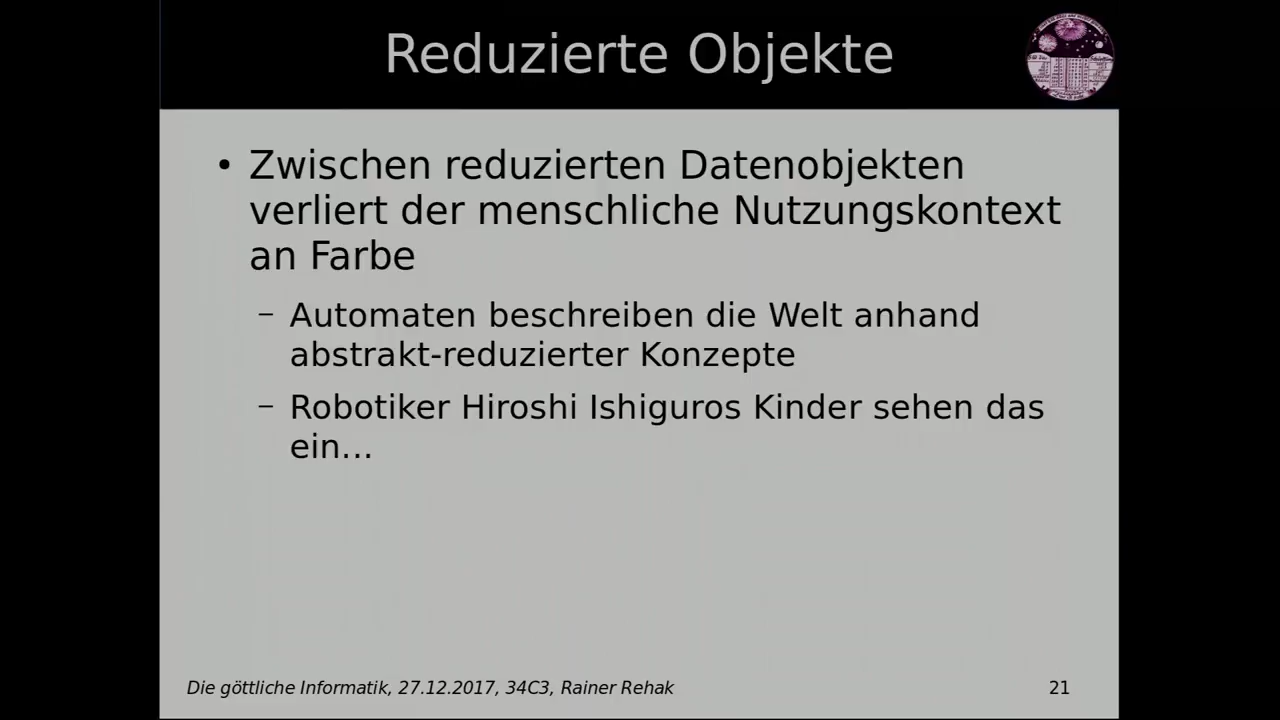 Reduzierte Objekte
• Zwischen reduzierten Datenobjekten
verliert der menschliche Nutzungskontext
an Farbe
– Automaten beschreiben die Welt anhand
abstrakt-reduzierter Konzepte
– Robotiker Hiroshi Ishiguros Kinder sehen das
ein...
Die göttliche Informatik, 27.12.2017, 34C3, Rainer Rehak
21